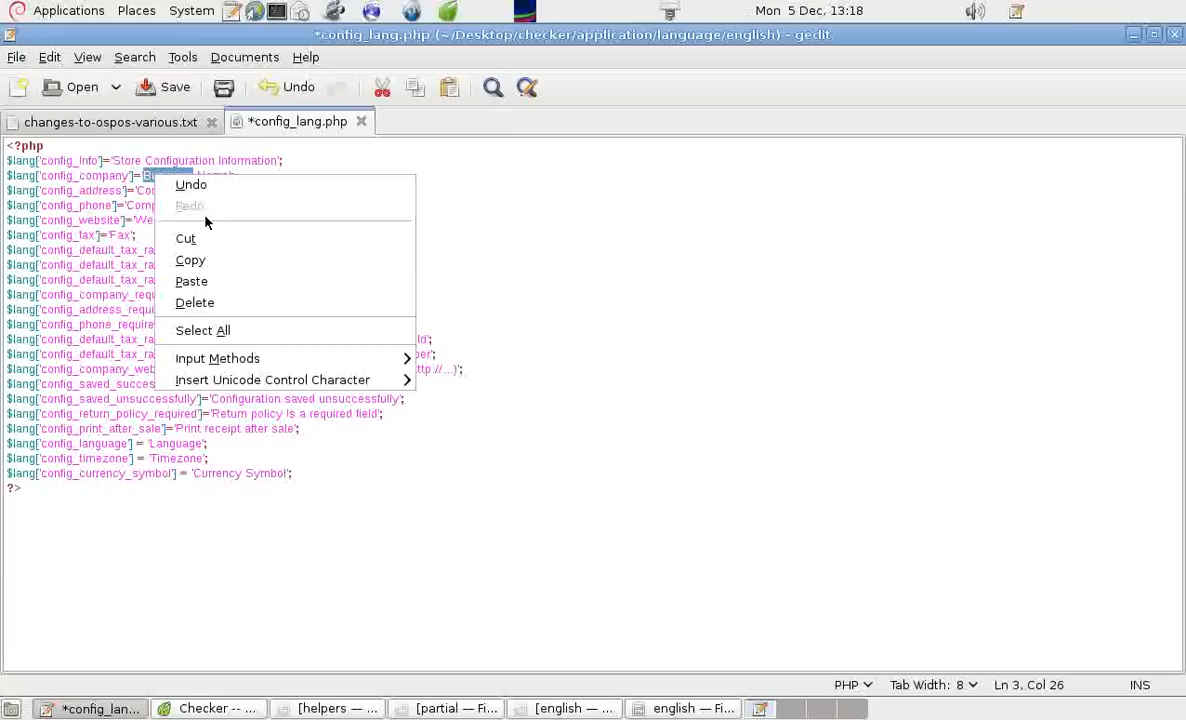 Applications Places System Mon 5 Dec, 13:18
*config_lang.php (~/Desktop/checker/application/language/english) - gedit
File Edit View Search Tools Documents Help
Open Save Undo
changes-to-ospos-various.txt *config_lang.php
<?php
$lang['config_info']='Store Configuration Information';
$lang['config_company']='
$lang['config_address']='Co
$lang['config_phone']='Comp
$lang['config_website']='We
$lang['config_fax']='Fax';
$lang['config_default_tax_ra
$lang['config_default_tax_ra
$lang['config_default_tax_ra
$lang['config_company_requ
$lang['config_address_requi
$lang['config_phone_require
$lang['config_default_tax_ra ld';
$lang['config_default_tax_ra ber';
$lang['config_company_web ttp://...)';
$lang['config_saved_succes
$lang['config_saved_unsuccessfully']='Configuration saved unsuccessfully';
$lang['config_return_policy_required']='Return policy is a required field';
$lang['config_print_after_sale']='Print receipt after sale';
$lang['config_language'] = 'Language';
$lang['config_timezone'] = 'Timezone';
$lang['config_currency_symbol'] = 'Currency Symbol';
?>
Undo
Redo
Cut
Copy
Paste
Delete
Select All
Input Methods
Insert Unicode Control Character
PHP Tab Width: 8 Ln 3, Col 26 INS
*config_lan... Checker -- ... [helpers — ... [partial — Fi... [english — ... english — Fi...